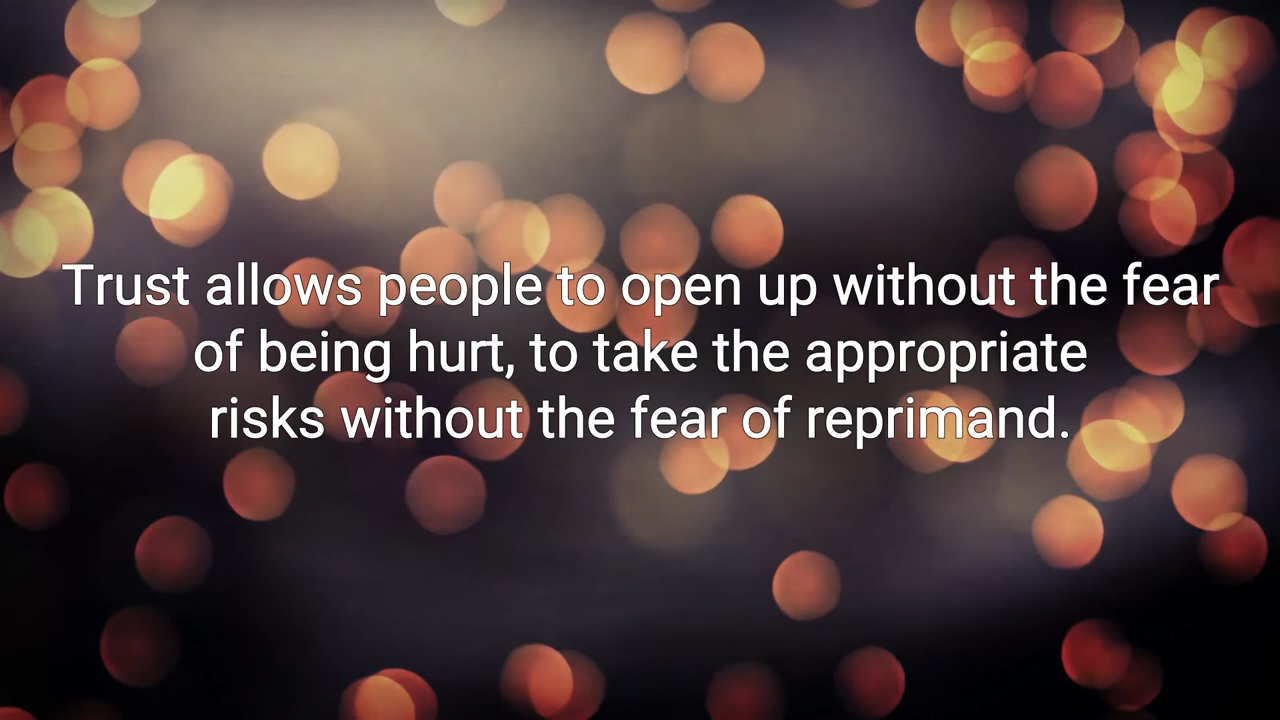 Trust allows people to open up without the fear
of being hurt, to take the appropriate
risks without the fear of reprimand.